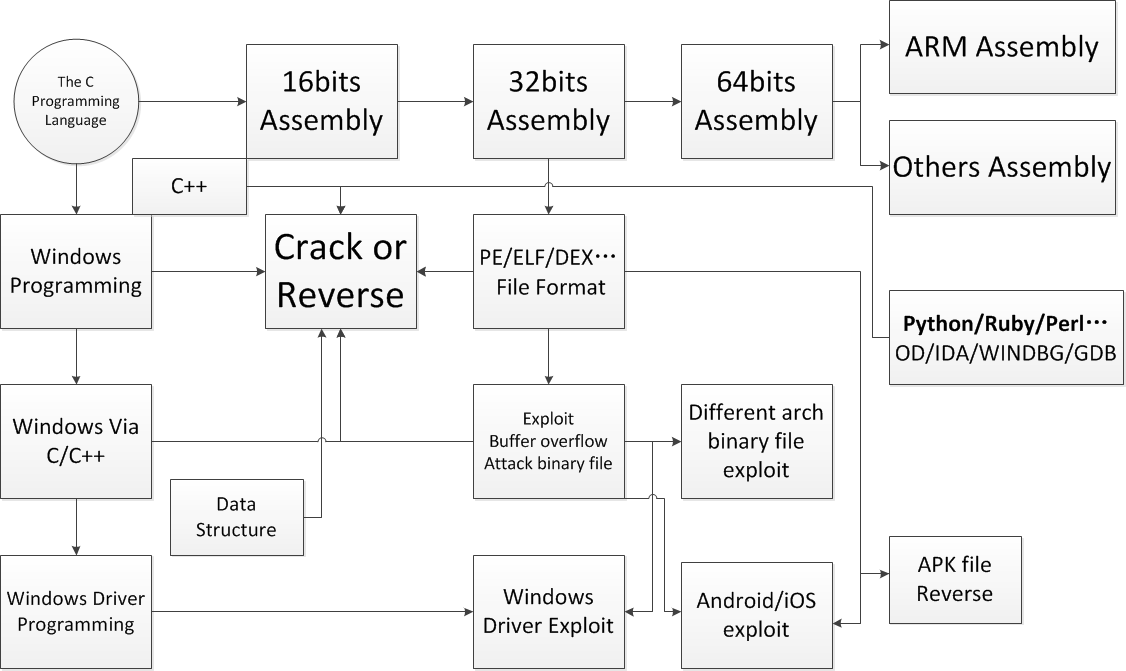 The C
Programming
Language
16bits
Assembly
32bits
Assembly
64bits
Assembly
ARM Assembly
Others Assembly
C++
Windows
Programming
Crack or
Reverse
PE/ELF/DEX···
File Format
Python/Ruby/Perl···
OD/IDA/WINDBG/GDB
Windows Via
C/C++
Exploit
Buffer overflow
Attack binary file
Different arch
binary file
exploit
Data
Structure
Windows Driver
Programming
Windows
Driver Exploit
Android/iOS
exploit
APK file
Reverse